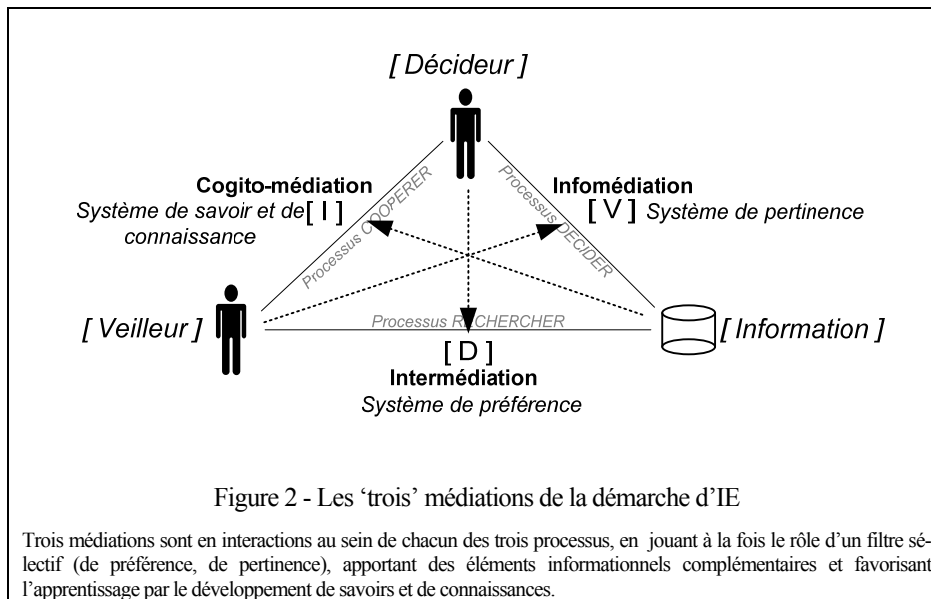 [ Décideur ]
Cogito-médiation
Système de savoir et de [ I ]
connaissance
Processus COOPERER
Processus DECIDER
Infomédiation
[ V ] Système de pertinence
[ Veilleur ]
Processus RECHERCHER
[ Information ]
[ D ]
Intermédiation
Système de préférence
Figure 2 - Les ‘trois’ médiations de la démarche d’IE
Trois médiations sont en interactions au sein de chacun des trois processus, en jouant à la fois le rôle d’un filtre sé-
lectif (de préférence, de pertinence), apportant des éléments informationnels complémentaires et favorisant
l’apprentissage par le développement de savoirs et de connaissances.